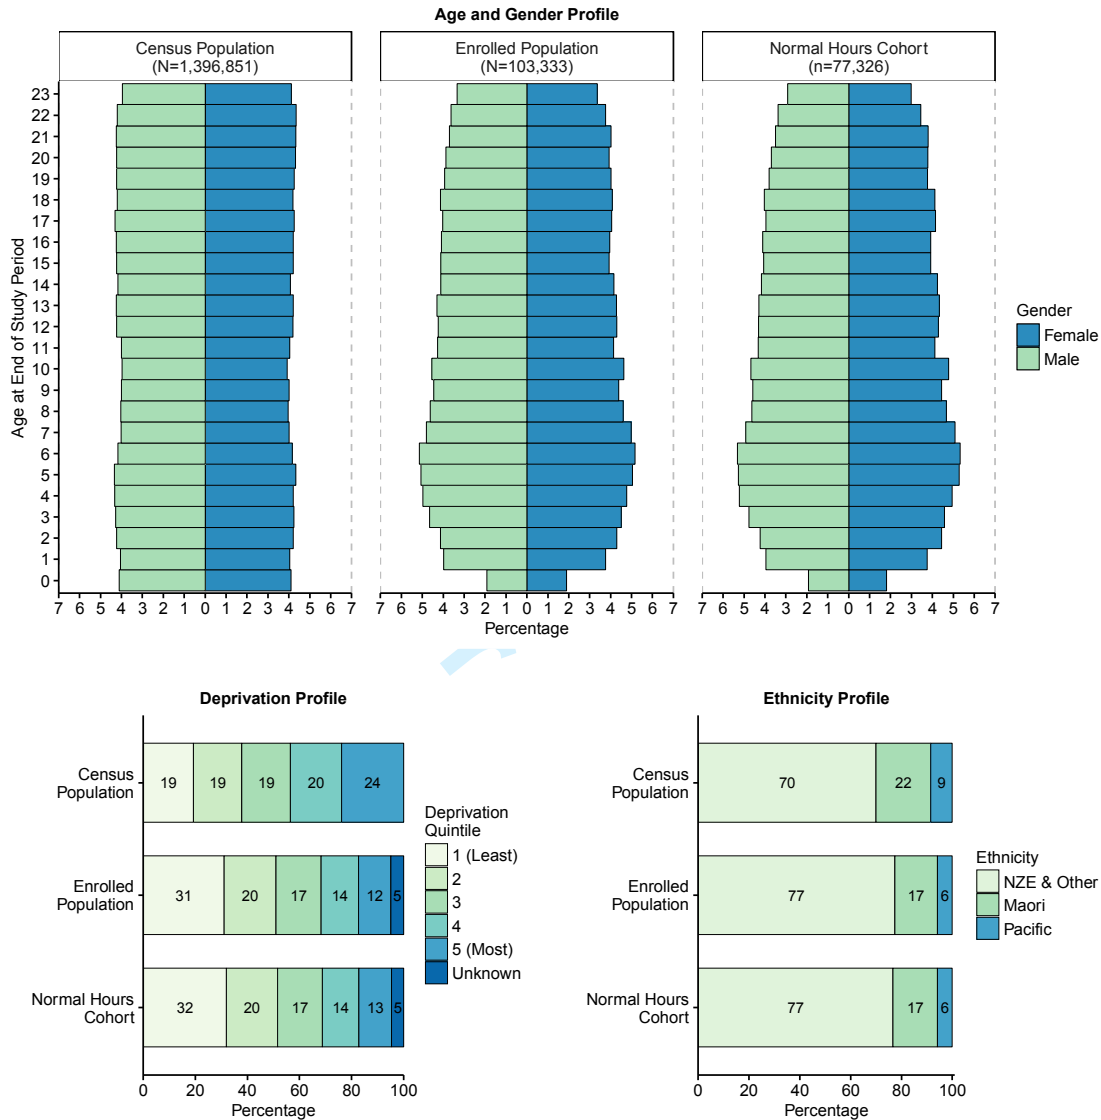 Age and Gender Profile
Census Population
(N=1,396,851)
Enrolled Population
(N=103,333)
Normal Hours Cohort
(n=77,326)
Age at End of Study Period
23
22
21
20
19
18
17
16
15
14
13
12
11
10
9
8
7
6
5
4
3
2
1
0
7 6 5 4 3 2 1 0 1 2 3 4 5 6 7
7 6 5 4 3 2 1 0 1 2 3 4 5 6 7
7 6 5 4 3 2 1 0 1 2 3 4 5 6 7
Percentage
Gender
Female
Male
Deprivation Profile
Census
Population
19 19 19 20 24
Enrolled
Population
31 20 17 14 12 5
Normal Hours
Cohort
32 20 17 14 13 5
0 20 40 60 80 100
Percentage
Deprivation
Quintile
1 (Least)
2
3
4
5 (Most)
Unknown
Ethnicity Profile
Census
Population
70 22 9
Enrolled
Population
77 17 6
Normal Hours
Cohort
77 17 6
0 20 40 60 80 100
Percentage
Ethnicity
NZE & Other
Maori
Pacific